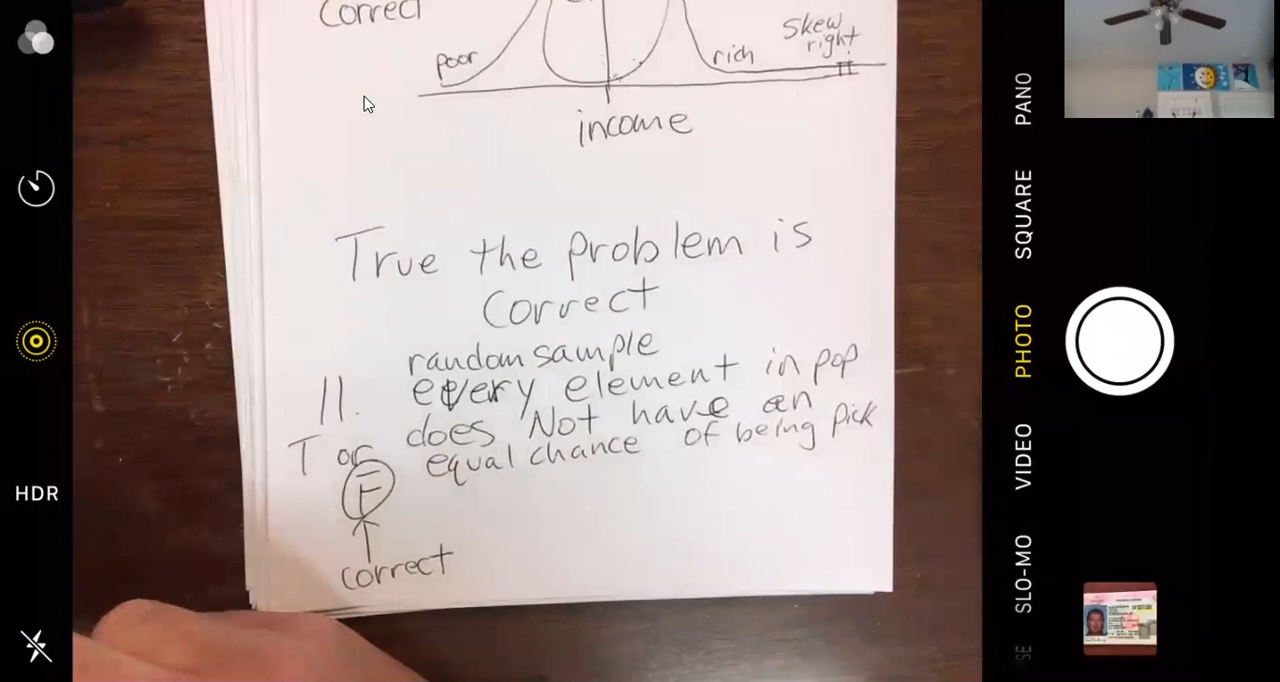 Correct
poor
rich
Skew
right
income
True the problem is
Correct
random sample
11. every element in pop
does Not have an
T or F equal chance of being pick
correct
HDR
PANO
SQUARE
PHOTO
VIDEO
SLO-MO
SE